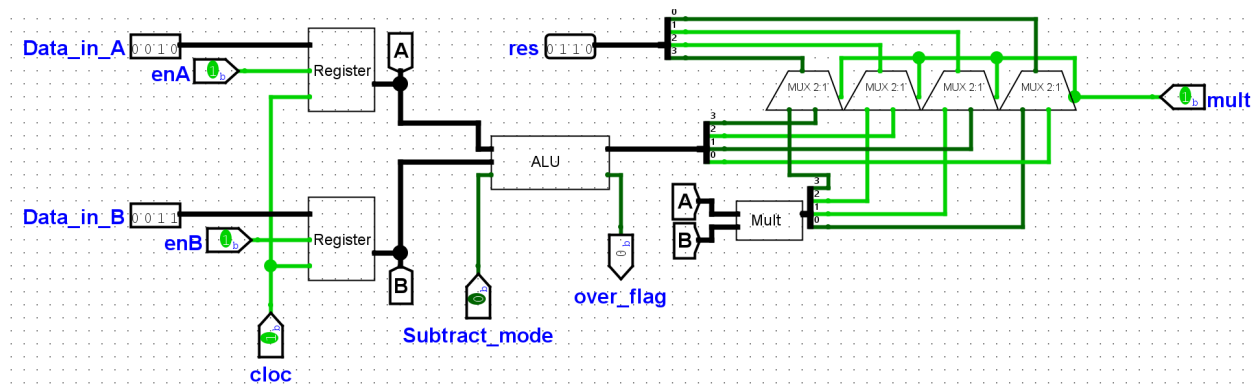 Data_in_A 0 0 1 0
enA 1 b
Register
A
res 0 1 1 0
0
1
2
3
MUX 2:1
MUX 2:1
MUX 2:1
MUX 2:1
1 b
mult
ALU
3
2
1
0
Data_in_B 0 0 1 1
enB 1 b
Register
B
A
B
Mult
3
2
1
0
0 b
over_flag
0 b
Subtract_mode
1 b
cloc